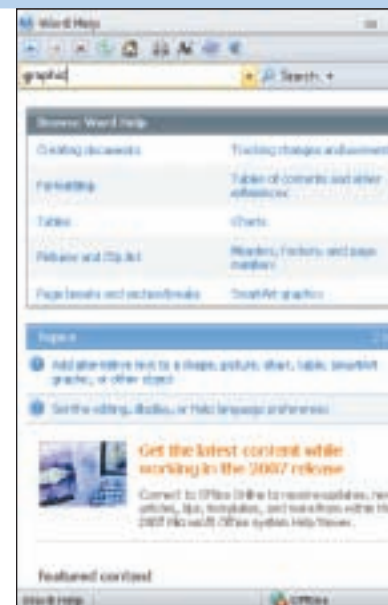 Word Help
graphic
Search
Browse Word Help
Creating documents
Tracking changes and comments
Formatting
Table of contents and other
references
Tables
Charts
Pictures and Clip Art
Headers, footers, and page
numbers
Page breaks and section breaks
SmartArt graphics
Topics
Add alternative text to a shape, picture, chart, table, SmartArt
graphic, or other object
Set the editing, display, or Help language preferences
Get the latest content while
working in the 2007 release
Connect to Office Online to receive updates, new
articles, tips, templates, and more from within the
2007 Microsoft Office system Help Viewer.
Featured content
Word Help
Offline